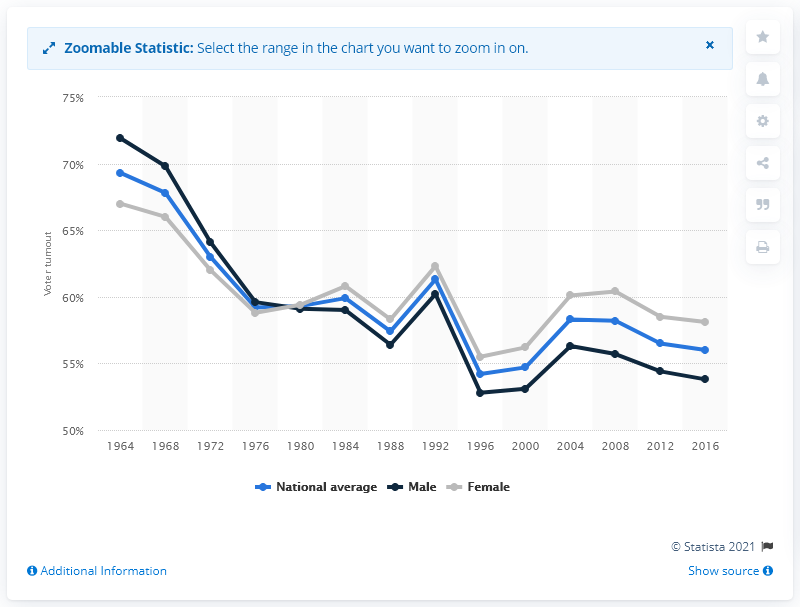 Zoomable Statistic: Select the range in the chart you want to zoom in on. ×
75%
70%
65%
60%
55%
50%
Voter turnout
1964 1968 1972 1976 1980 1984 1988 1992 1996 2000 2004 2008 2012 2016
National average Male Female
© Statista 2021
Additional Information Show source